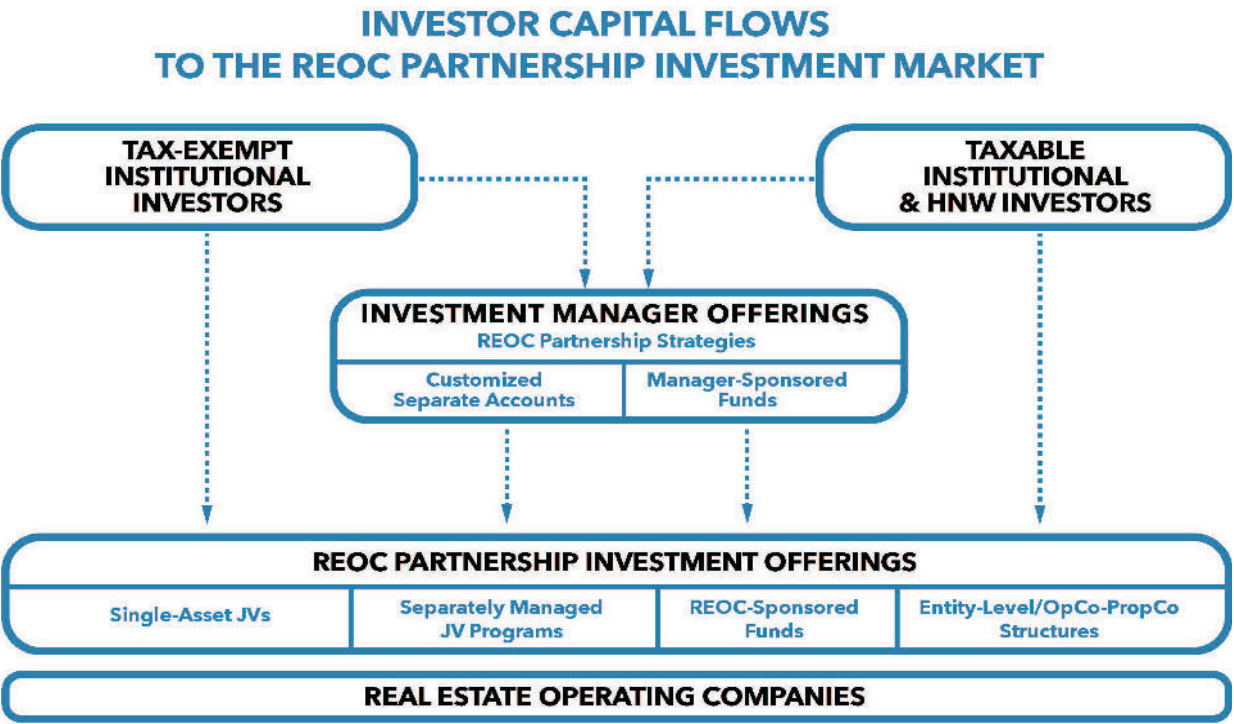 INVESTOR CAPITAL FLOWS
TO THE REOC PARTNERSHIP INVESTMENT MARKET
TAX-EXEMPT
INSTITUTIONAL
INVESTORS
TAXABLE
INSTITUTIONAL
& HNW INVESTORS
INVESTMENT MANAGER OFFERINGS
REOC Partnership Strategies
Customized
Separate Accounts
Manager-Sponsored
Funds
REOC PARTNERSHIP INVESTMENT OFFERINGS
Single-Asset JVs
Separately Managed
JV Programs
REOC-Sponsored
Funds
Entity-Level/OpCo-PropCo
Structures
REAL ESTATE OPERATING COMPANIES